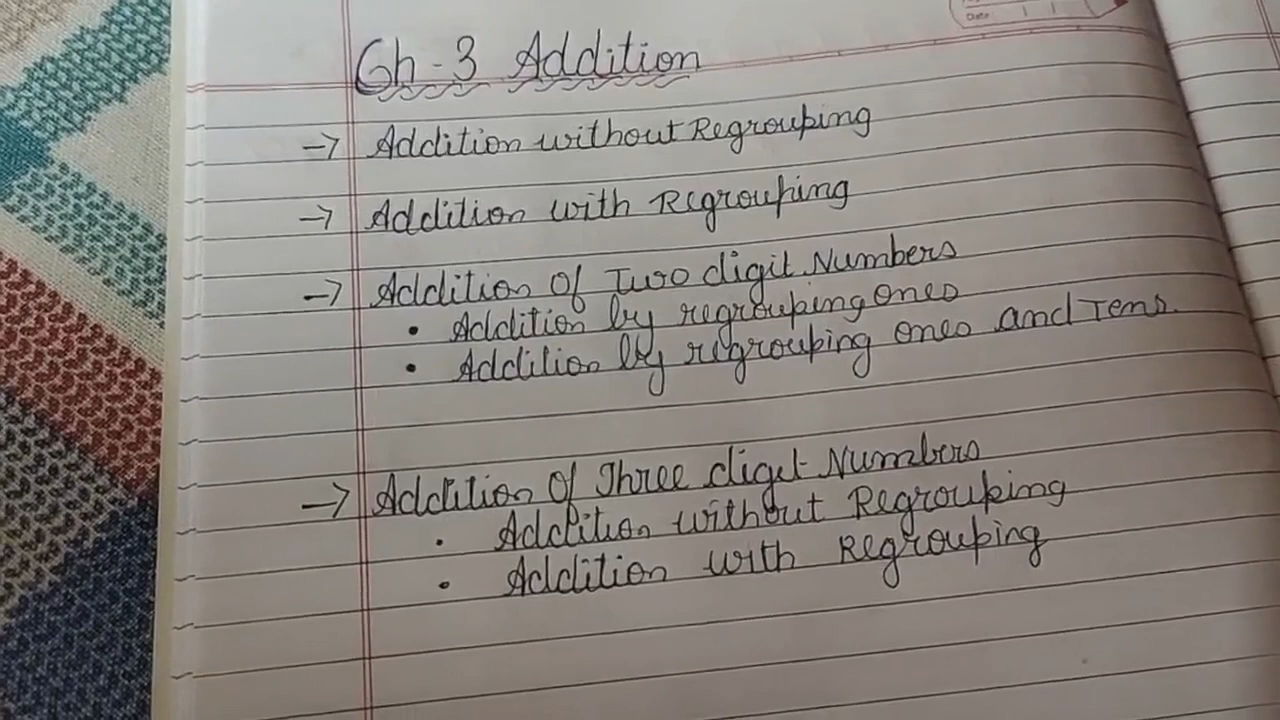 Date
Ch-3 Addition
→ Addition without Regrouping
→ Addition with Regrouping
→ Addition Of Two digit Numbers
• Addition by regrouping Ones
• Addition by regrouping ones and Tens.
→ Addition Of Three digit Numbers
• Addition without Regrouping
• Addition with Regrouping